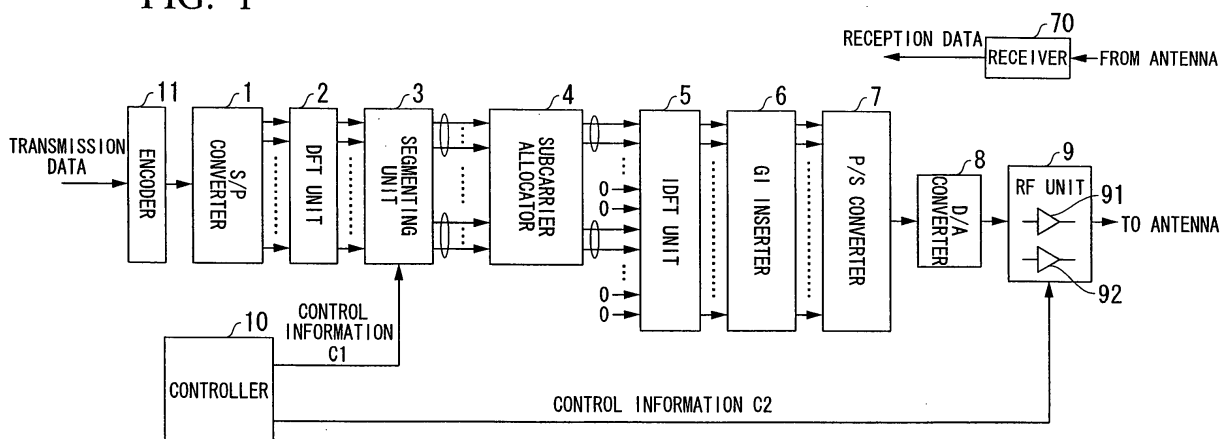 FIG. 1
70
RECEPTION DATA
RECEIVER
FROM ANTENNA
11
1
2
3
4
5
6
7
8
9
TRANSMISSION
DATA
ENCODER
S/P
CONVERTER
DFT UNIT
SEGMENTING
UNIT
SUBCARRIER
ALLOCATOR
0
0
0
0
IDFT UNIT
GI INSERTER
P/S CONVERTER
D/A
CONVERTER
RF UNIT
91
92
TO ANTENNA
10
CONTROLLER
CONTROL
INFORMATION
C1
CONTROL INFORMATION C2